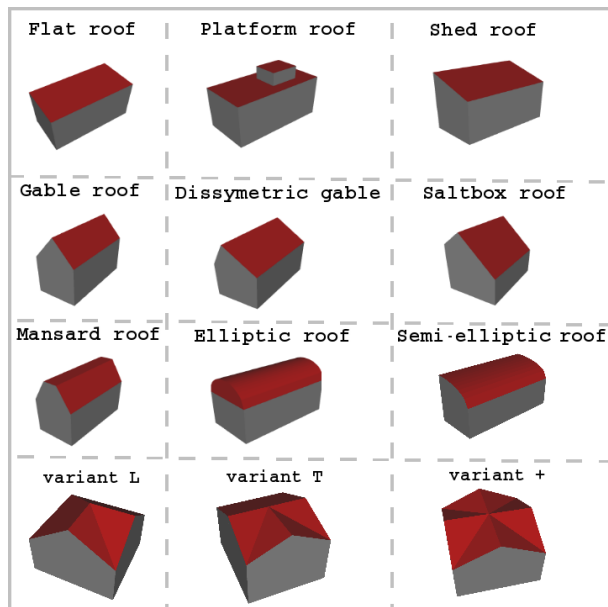 Flat roof
Platform roof
Shed roof
Gable roof
Dissymetric gable
Saltbox roof
Mansard roof
Elliptic roof
Semi-elliptic roof
variant L
variant T
variant +